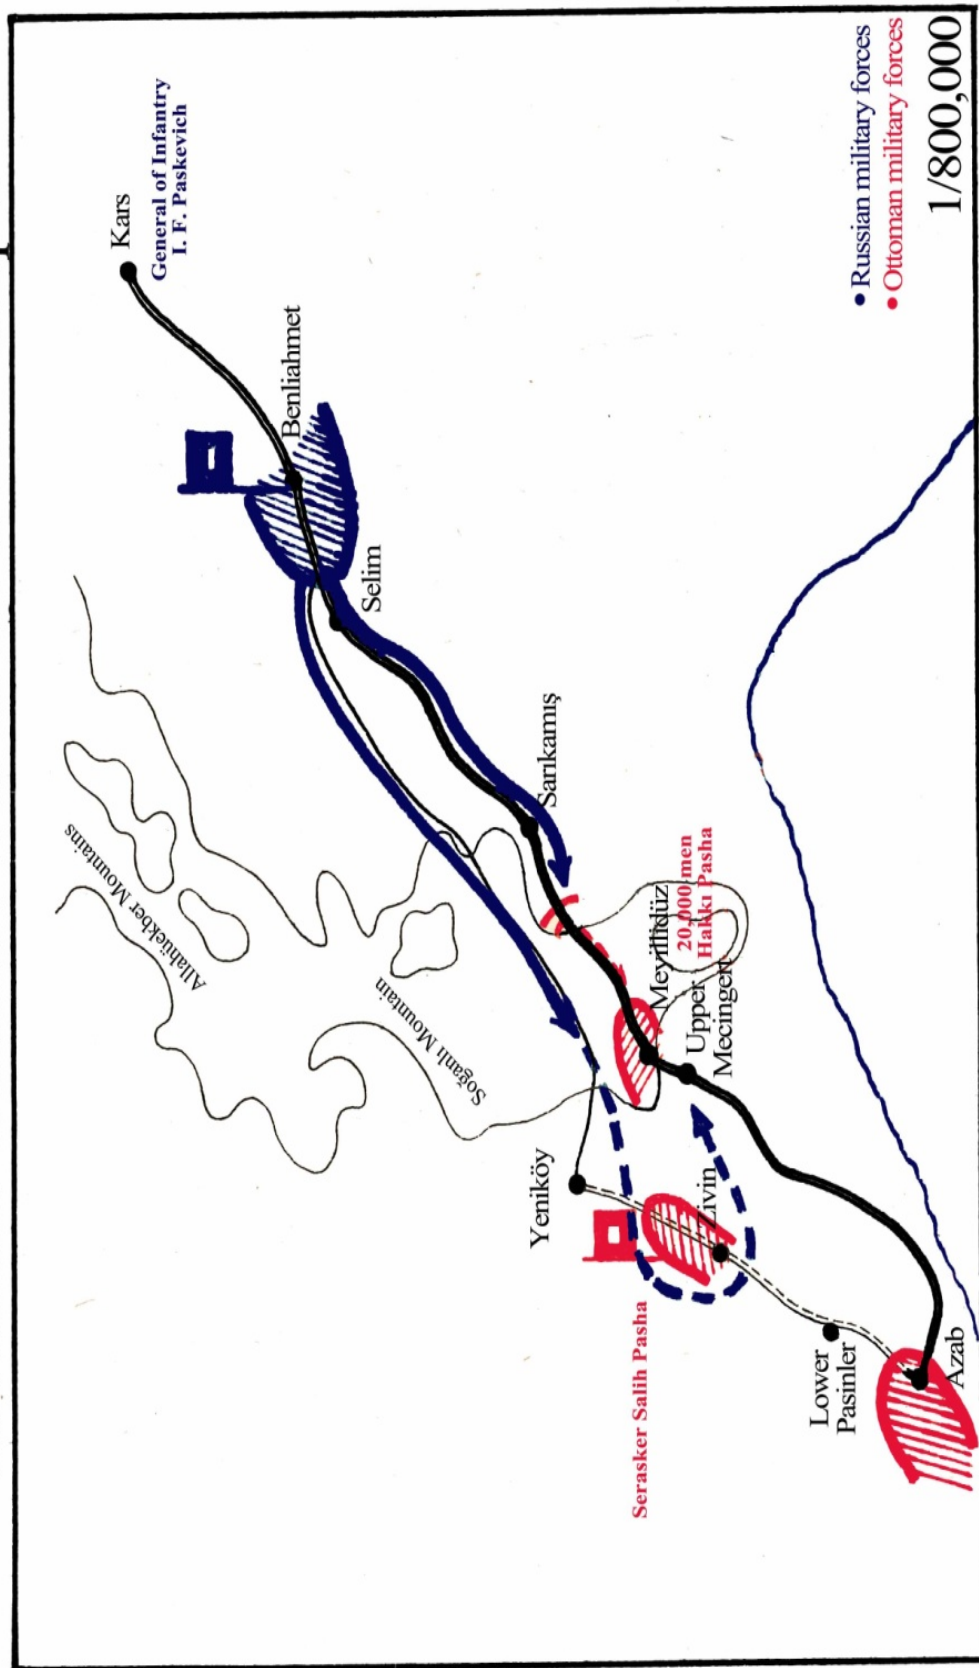 Kars
General of Infantry
I. F. Paskevich
Benliahmet
Selim
Sarıkamış
Allahüekber Mountains
Soğanlı Mountain
20,000 men
Hakkı Pasha
Meyilhdüz
Upper
Mecingert
Yeniköy
Zivin
Serasker Salih Pasha
Lower
Pasinler
Azab
Russian military forces
Ottoman military forces
1/800,000